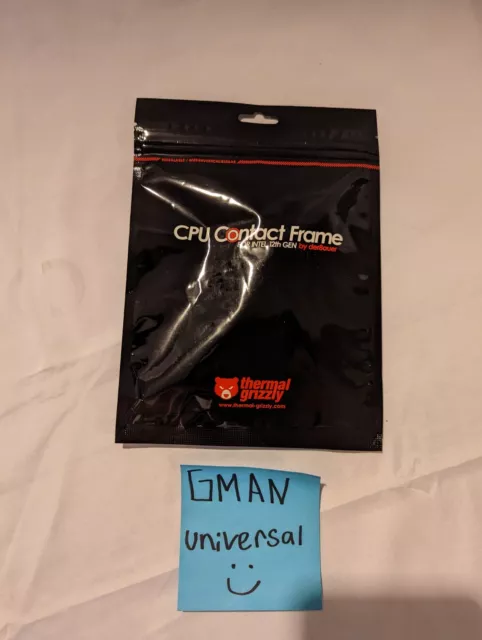 CPU Contact Frame
FOR INTEL 12th GEN by der8auer
thermal
grizzly
www.thermal-grizzly.com
GMAN
universal